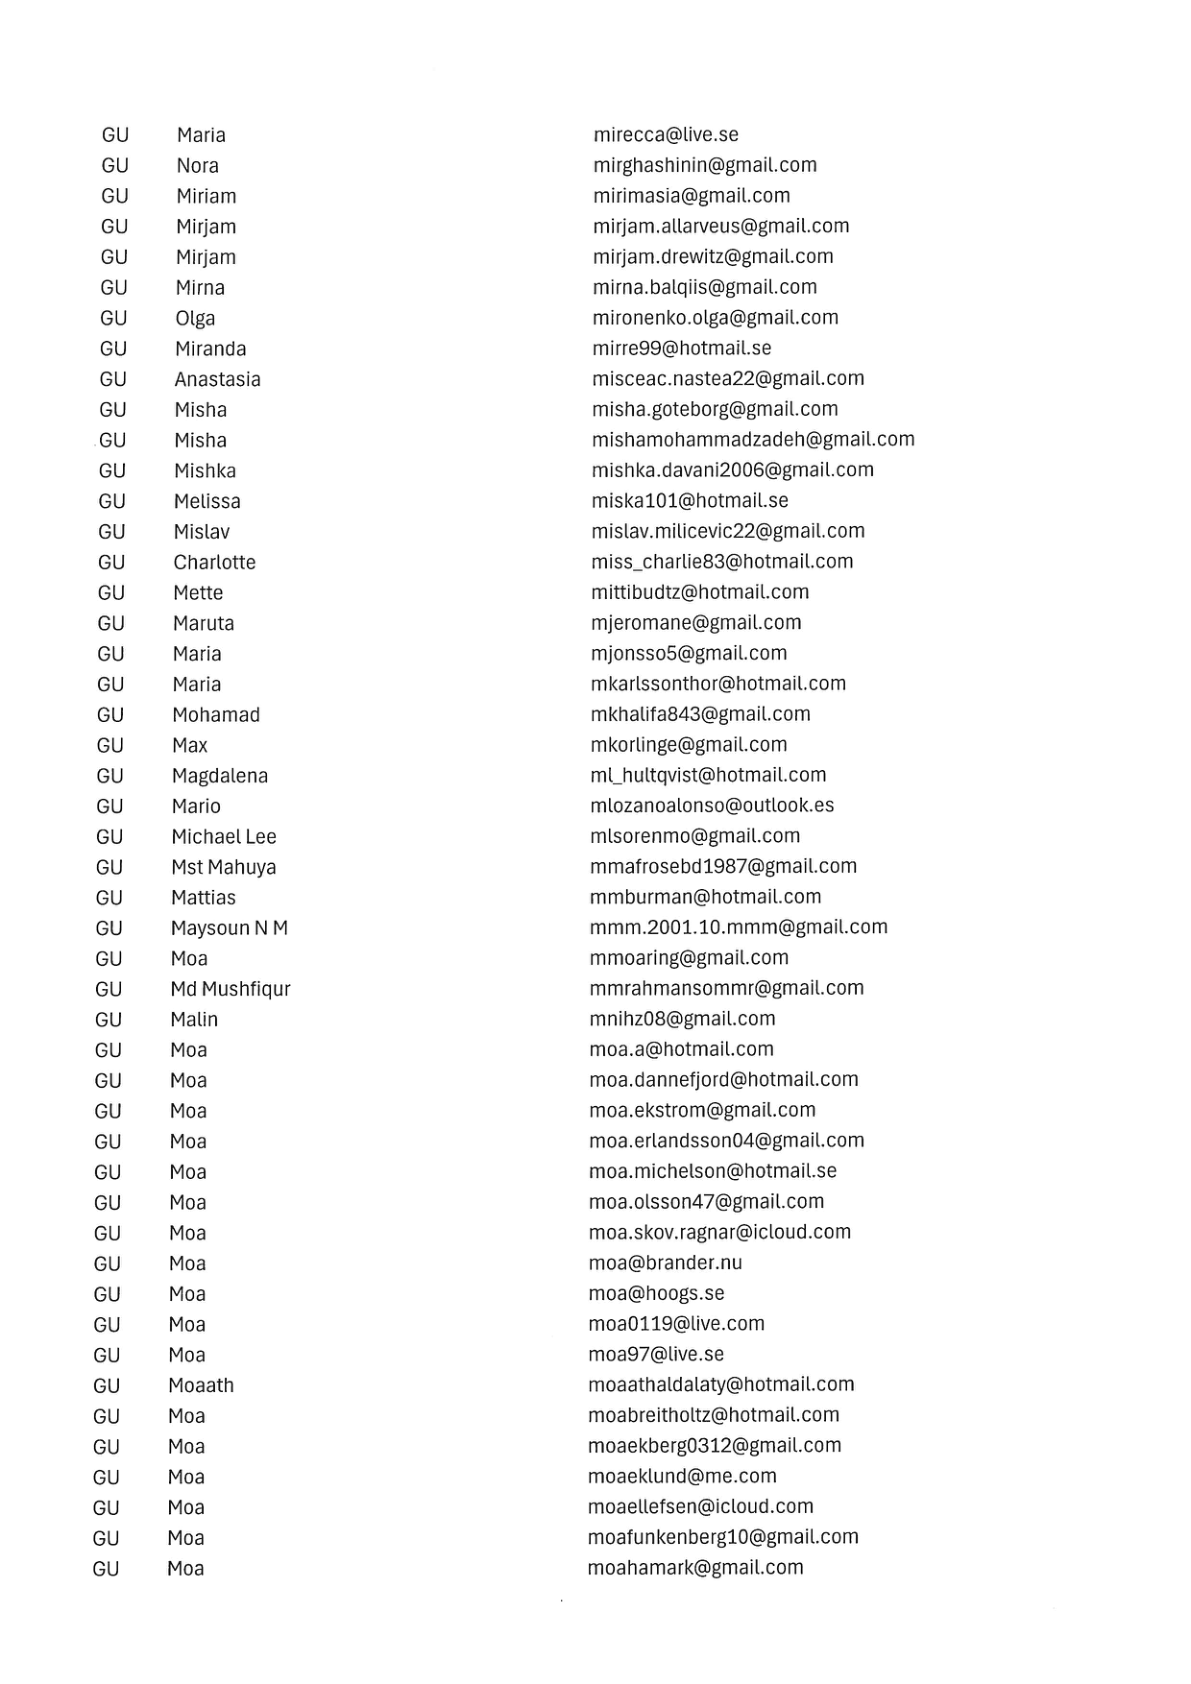 GU Maria mirecca@live.se
GU Nora mirghashinin@gmail.com
GU Miriam mirimasia@gmail.com
GU Mirjam mirjam.allarveus@gmail.com
GU Mirjam mirjam.drewitz@gmail.com
GU Mirna mirna.balqiis@gmail.com
GU Olga mironenko.olga@gmail.com
GU Miranda mirre99@hotmail.se
GU Anastasia misceac.nastea22@gmail.com
GU Misha misha.goteborg@gmail.com
GU Misha mishamohammadzadeh@gmail.com
GU Mishka mishka.davani2006@gmail.com
GU Melissa miska101@hotmail.se
GU Mislav mislav.milicevic22@gmail.com
GU Charlotte miss_charlie83@hotmail.com
GU Mette mittibudtz@hotmail.com
GU Maruta mjeromane@gmail.com
GU Maria mjonsso5@gmail.com
GU Maria mkarlssonthor@hotmail.com
GU Mohamad mkhalifa843@gmail.com
GU Max mkorlinge@gmail.com
GU Magdalena ml_hultqvist@hotmail.com
GU Mario mlozanoalonso@outlook.es
GU Michael Lee mlsorenmo@gmail.com
GU Mst Mahuya mmafrosebd1987@gmail.com
GU Mattias mmburman@hotmail.com
GU Maysoun N M mmm.2001.10.mmm@gmail.com
GU Moa mmoaring@gmail.com
GU Md Mushfiqur mmrahmansommr@gmail.com
GU Malin mnihz08@gmail.com
GU Moa moa.a@hotmail.com
GU Moa moa.dannefjord@hotmail.com
GU Moa moa.ekstrom@gmail.com
GU Moa moa.erlandsson04@gmail.com
GU Moa moa.michelson@hotmail.se
GU Moa moa.olsson47@gmail.com
GU Moa moa.skov.ragnar@icloud.com
GU Moa moa@brander.nu
GU Moa moa@hoogs.se
GU Moa moa0119@live.com
GU Moa moa97@live.se
GU Moaath moaathaldalaty@hotmail.com
GU Moa moabreitholtz@hotmail.com
GU Moa moaekberg0312@gmail.com
GU Moa moaeklund@me.com
GU Moa moaellefsen@icloud.com
GU Moa moafunkenberg10@gmail.com
GU Moa moahamark@gmail.com